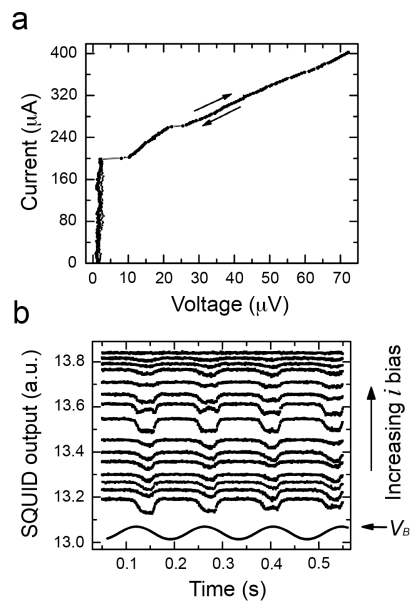 a
400
320
240
160
80
0
Current (μA)
0 10 20 30 40 50 60 70
Voltage (μV)
b
13.8
13.6
13.4
13.2
13.0
SQUID output (a.u.)
Increasing i bias
V_B
0.1 0.2 0.3 0.4 0.5
Time (s)